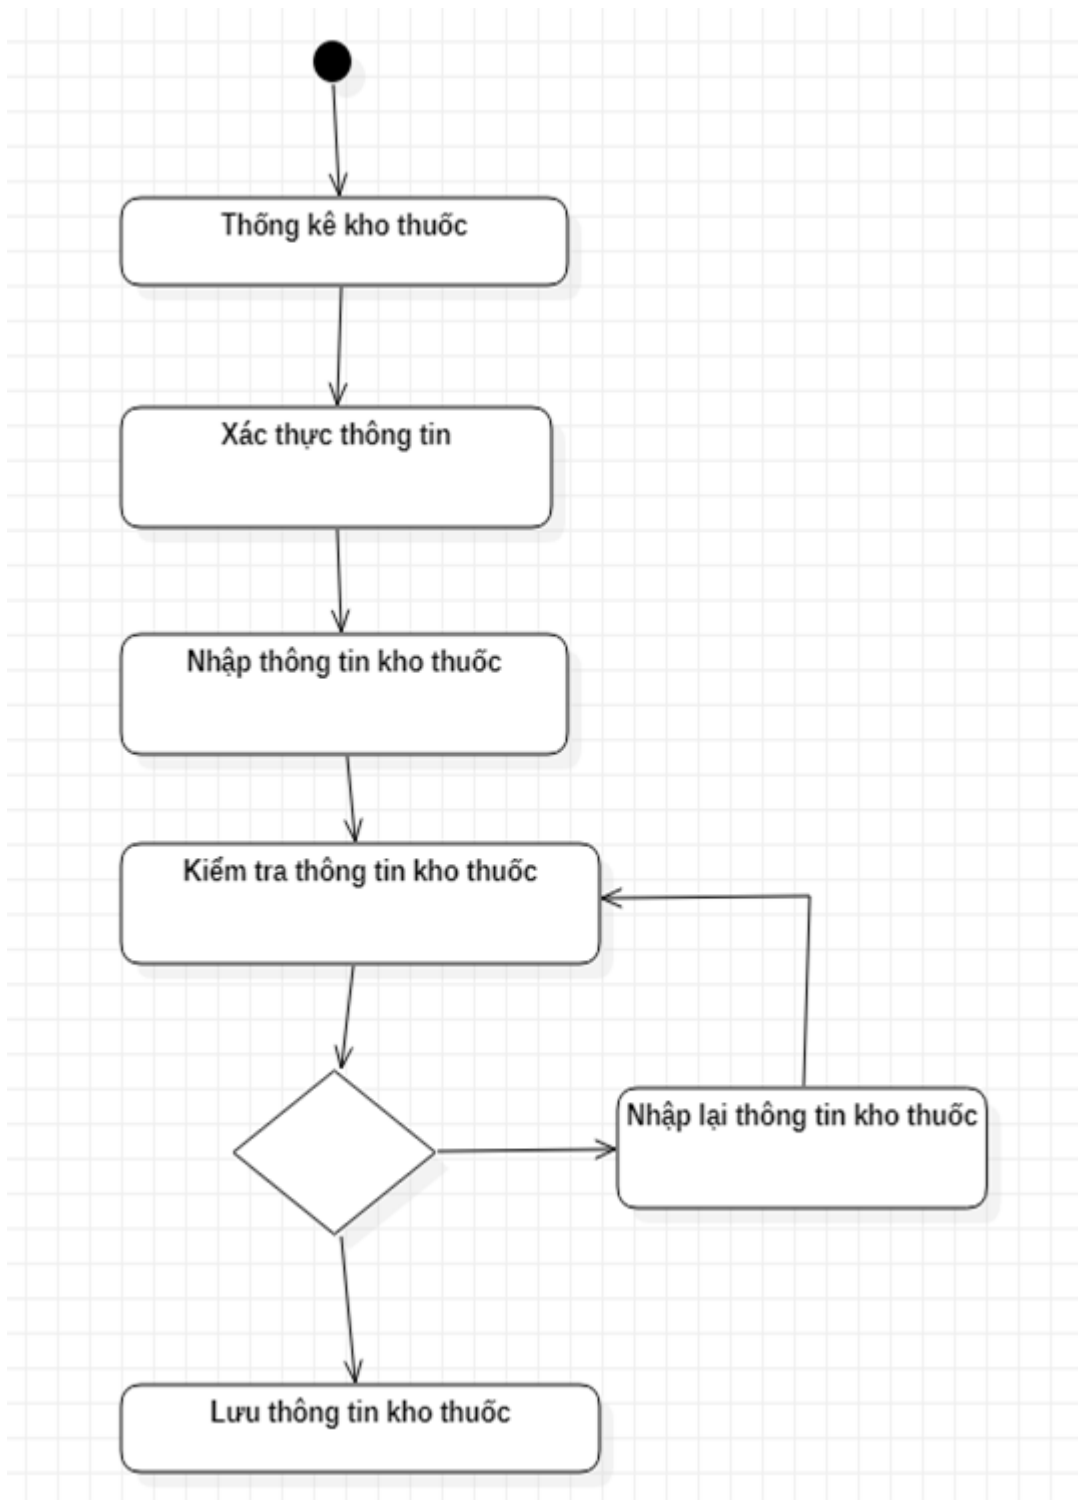 Thống kê kho thuốc
Xác thực thông tin
Nhập thông tin kho thuốc
Kiểm tra thông tin kho thuốc
Nhập lại thông tin kho thuốc
Lưu thông tin kho thuốc